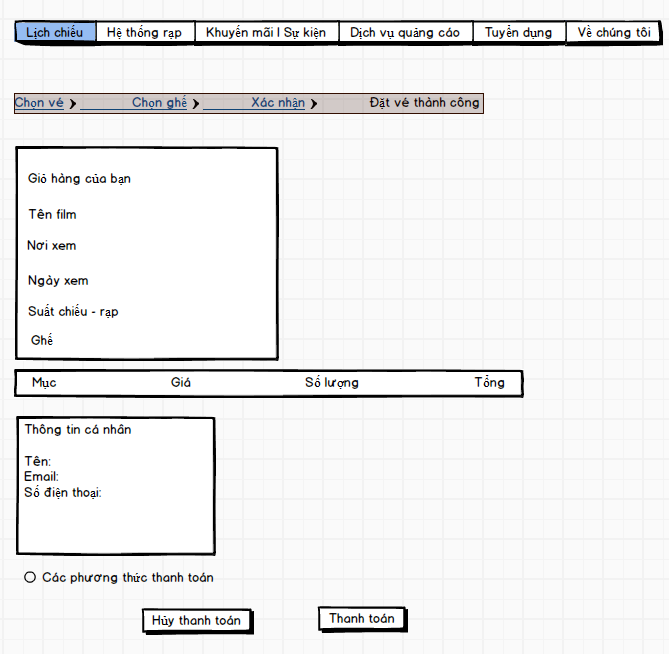 Lịch chiếu Hệ thống rạp Khuyến mãi I Sự kiện Dịch vụ quảng cáo Tuyển dụng Về chúng tôi
Chọn vé Chọn ghế Xác nhận Đặt vé thành công
Giỏ hàng của bạn
Tên film
Nơi xem
Ngày xem
Suất chiếu - rạp
Ghế
Mục Giá Số lượng Tổng
Thông tin cá nhân
Tên:
Email:
Số điện thoại:
Các phương thức thanh toán
Hủy thanh toán Thanh toán